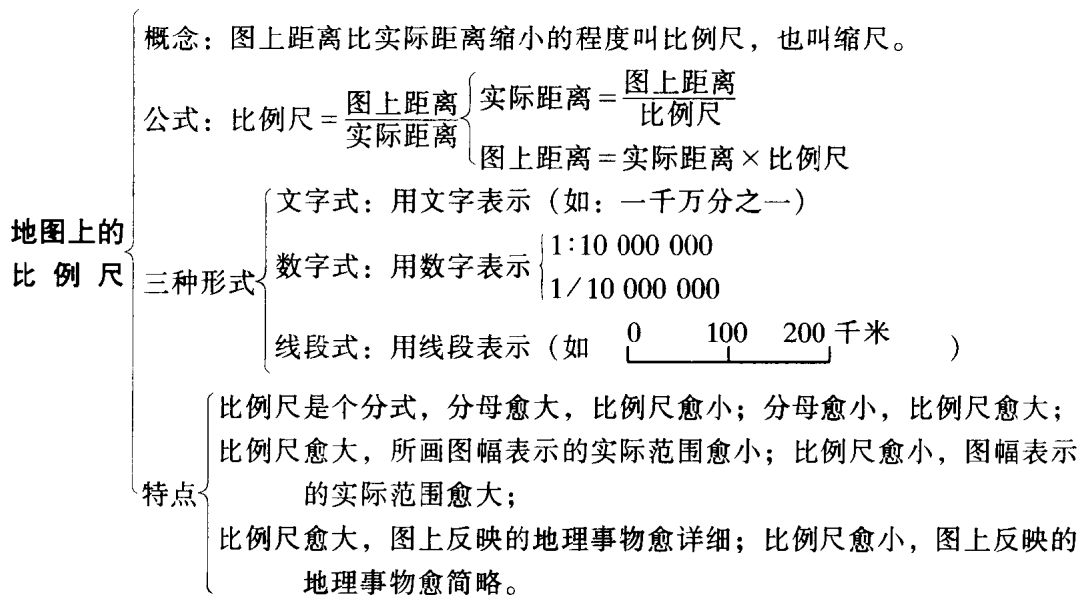 概念：图上距离比实际距离缩小的程度叫比例尺，也叫缩尺。
公式：比例尺=图上距离/实际距离
实际距离=图上距离/比例尺
图上距离=实际距离×比例尺
地图上的
比例尺
三种形式
文字式：用文字表示（如：一千万分之一）
数字式：用数字表示
1∶10 000 000
1/10 000 000
线段式：用线段表示（如 0 100 200 千米 ）
特点
比例尺是个分式，分母愈大，比例尺愈小；分母愈小，比例尺愈大；
比例尺愈大，所画图幅表示的实际范围愈小；比例尺愈小，图幅表示
的实际范围愈大；
比例尺愈大，图上反映的地理事物愈详细；比例尺愈小，图上反映的
地理事物愈简略。